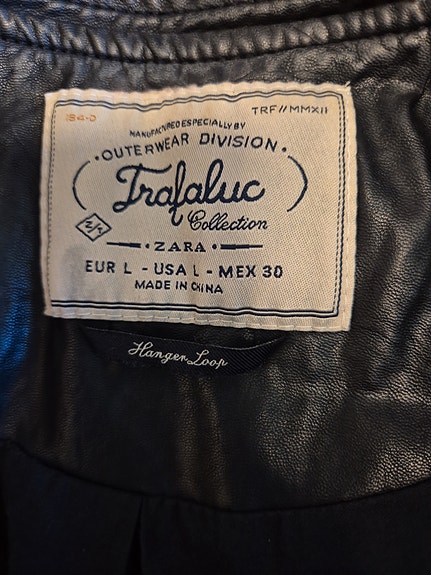 184-D
TRF//MMXII
MANUFACTURED ESPECIALLY BY
·OUTERWEAR DIVISION·
Trafaluc
Collection
Z/T
· ZARA ·
EUR L - USA L - MEX 30
MADE IN CHINA
Hanger Loop